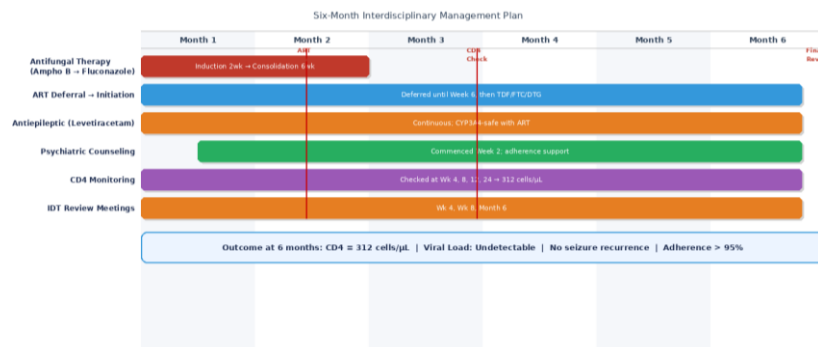 Six-Month Interdisciplinary Management Plan
Month 1 Month 2 Month 3 Month 4 Month 5 Month 6
ART
CD4
Check
Antifungal Therapy
(Ampho B → Fluconazole)
Induction 2wk → Consolidation 6wk
ART Deferral → Initiation
Deferred until Week 6, then TDF/FTC/DTG
Antiepileptic (Levetiracetam)
Continuous: CYP3A4-safe with ART
Psychiatric Counseling
Commenced Week 2: adherence support
CD4 Monitoring
Checked at Wk 4, 8, 12, 24 → 312 cells/μL
IDT Review Meetings
Wk 4, Wk 8, Month 6
Outcome at 6 months: CD4 = 312 cells/μL | Viral Load: Undetectable | No seizure recurrence | Adherence > 95%